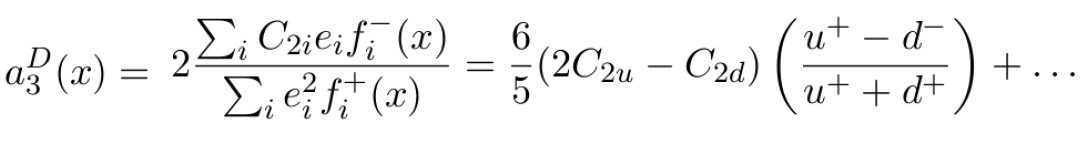 $a_3^D(x) = 2\frac{\sum_i C_{2i} e_i f_i^-(x)}{\sum_i e_i^2 f_i^+(x)} = \frac{6}{5}(2C_{2u} - C_{2d}) \left( \frac{u^+ - d^-}{u^+ + d^+} \right) + \ldots$